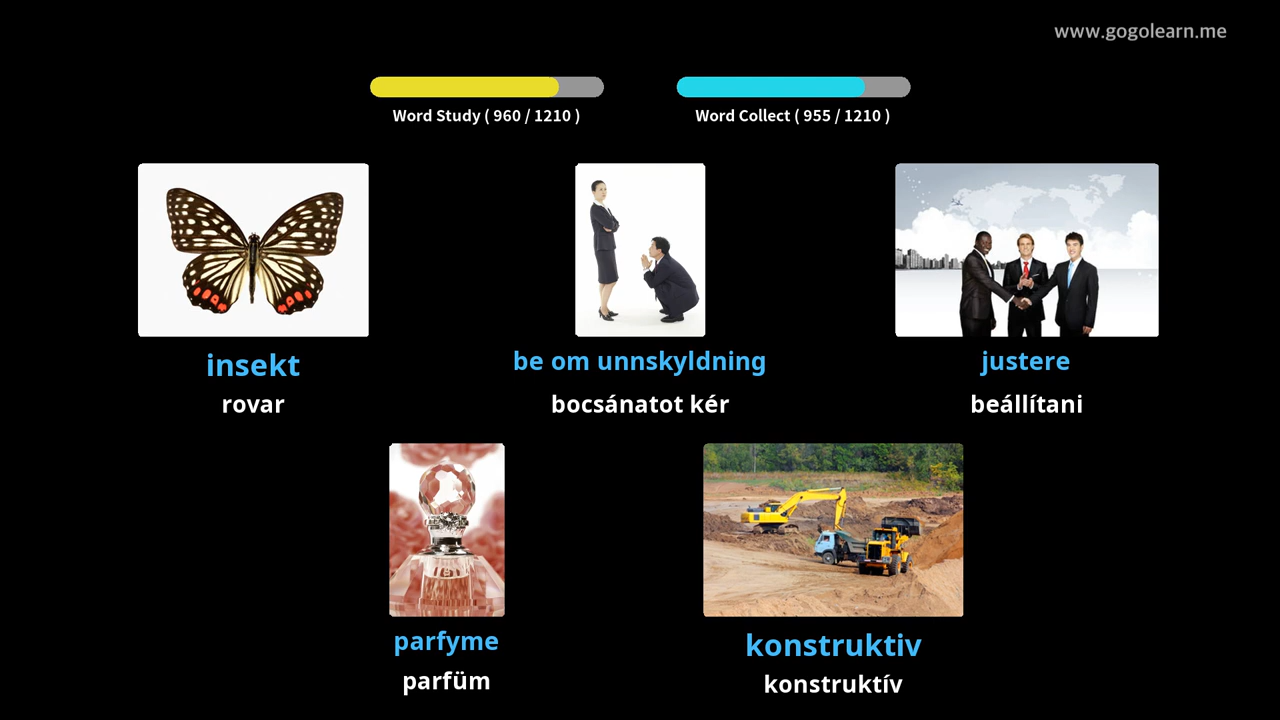 www.gogolearn.me
Word Study ( 960 / 1210 )
Word Collect ( 955 / 1210 )
insekt
rovar
be om unnskyldning
bocsánatot kér
justere
beállítani
parfyme
parfüm
konstruktiv
konstruktív